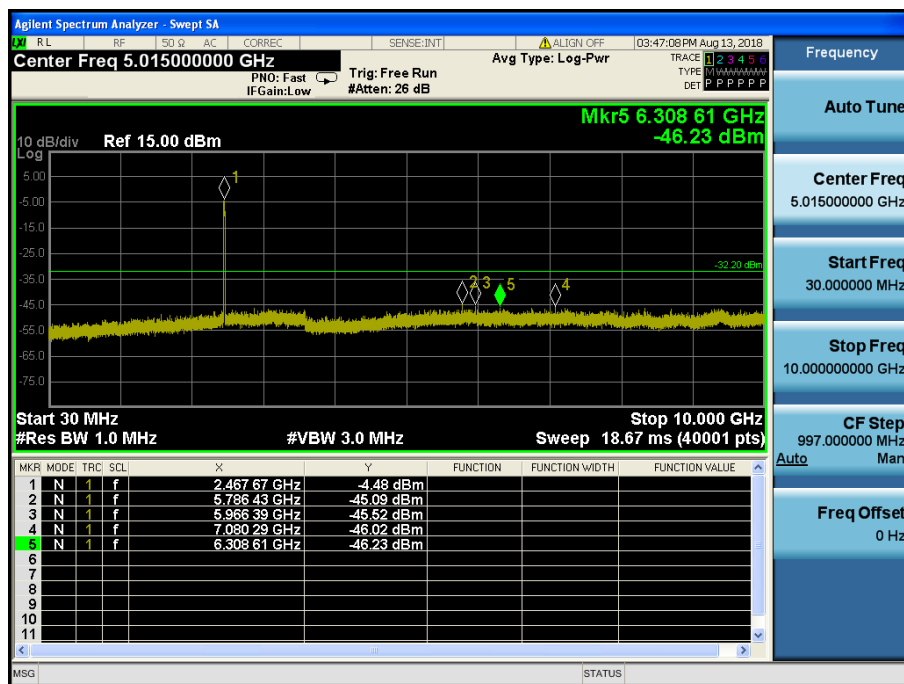 Agilent Spectrum Analyzer - Swept SA
LXI RL RF 50 Ω AC CORREC SENSE:INT ALIGN OFF 03:47:08 PM Aug 13, 2018
Center Freq 5.015000000 GHz
PNO: Fast
IFGain:Low
Trig: Free Run
#Atten: 26 dB
Avg Type: Log-Pwr
TRACE 1 2 3 4 5 6
TYPE M W W W W W
DET P P P P P P
Mkr5 6.308 61 GHz
-46.23 dBm
10 dB/div Ref 15.00 dBm
Log
5.00
-5.00
-15.0
-25.0
-35.0
-45.0
-55.0
-65.0
-75.0
1
2 3 5 4
-32.20 dBm
Start 30 MHz Stop 10.000 GHz
#Res BW 1.0 MHz #VBW 3.0 MHz Sweep 18.67 ms (40001 pts)
MKR MODE TRC SCL X Y FUNCTION FUNCTION WIDTH FUNCTION VALUE
1 N 1 f 2.467 67 GHz -4.48 dBm
2 N 1 f 5.786 43 GHz -45.09 dBm
3 N 1 f 5.966 39 GHz -45.52 dBm
4 N 1 f 7.080 29 GHz -46.02 dBm
5 N 1 f 6.308 61 GHz -46.23 dBm
6
7
8
9
10
11
MSG STATUS
Frequency
Auto Tune
Center Freq
5.015000000 GHz
Start Freq
30.000000 MHz
Stop Freq
10.000000000 GHz
CF Step
997.000000 MHz
Auto Man
Freq Offset
0 Hz